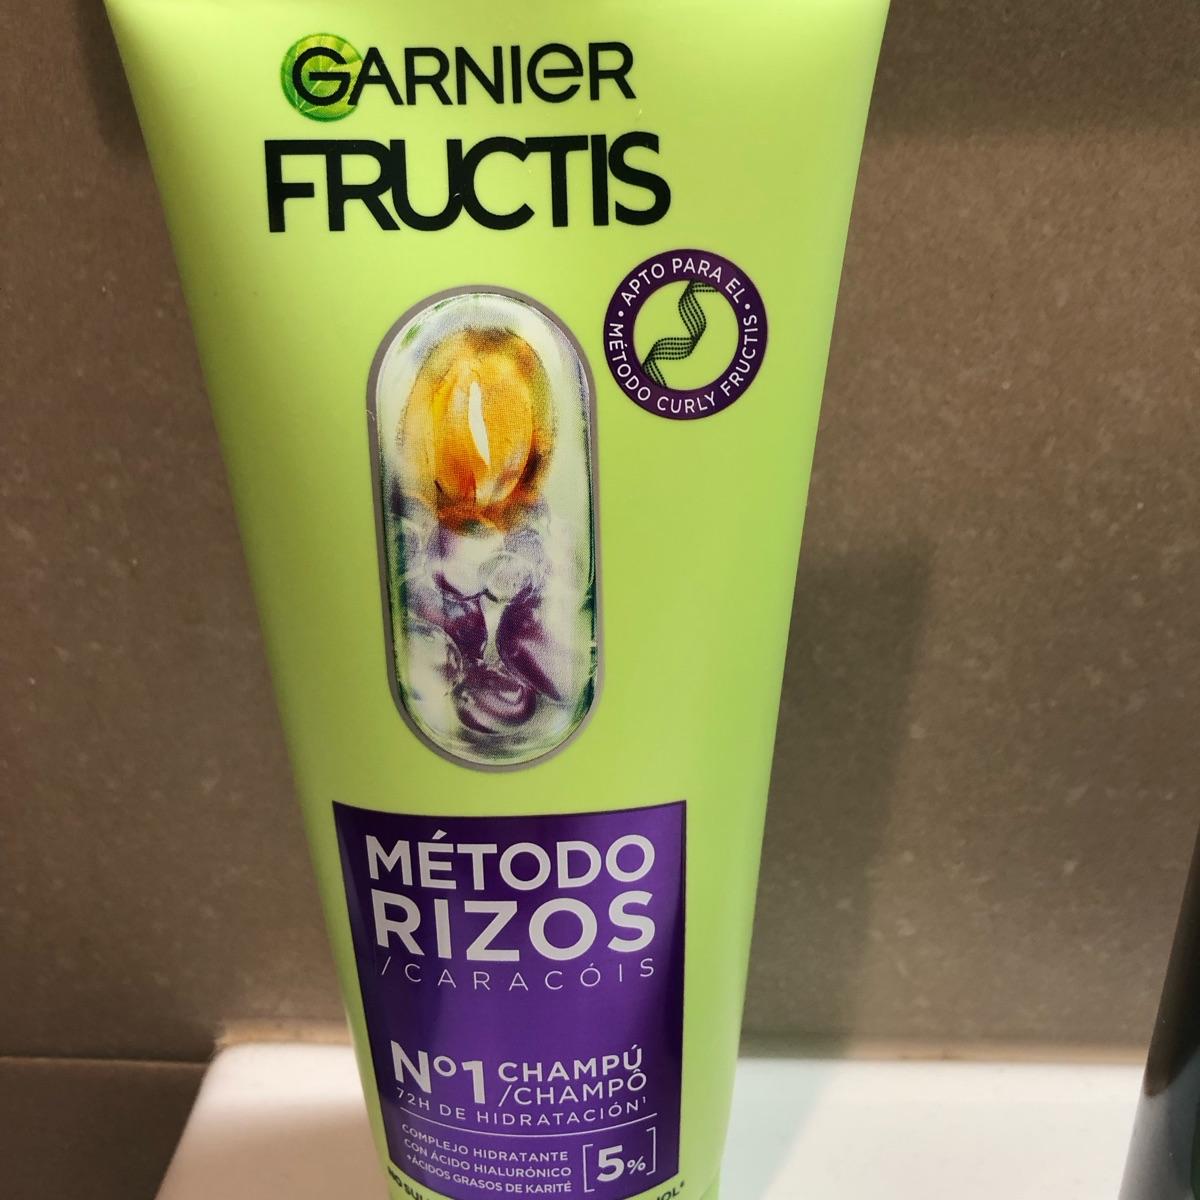 GARNIER
FRUCTIS
• APTO PARA EL •
MÉTODO CURLY FRUCTIS
MÉTODO
RIZOS
/CARACÓIS
Nº1 CHAMPÚ
/CHAMPÔ
72H DE HIDRATACIÓN¹
COMPLEJO HIDRATANTE
CON ÁCIDO HIALURÓNICO
+ÁCIDOS GRASOS DE KARITÉ
[5%]